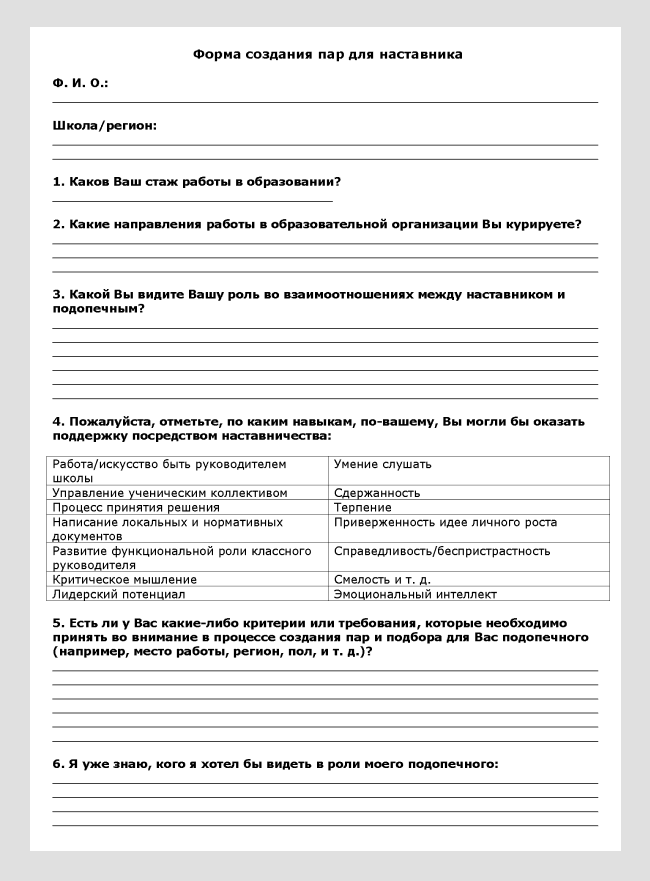 Форма создания пар для наставника
Ф. И. О.:
Школа/регион:
1. Каков Ваш стаж работы в образовании?
2. Какие направления работы в образовательной организации Вы курируете?
3. Какой Вы видите Вашу роль во взаимоотношениях между наставником и
подопечным?
4. Пожалуйста, отметьте, по каким навыкам, по-вашему, Вы могли бы оказать
поддержку посредством наставничества:
Работа/искусство быть руководителем
школы
Умение слушать
Управление ученическим коллективом
Сдержанность
Процесс принятия решения
Терпение
Написание локальных и нормативных
документов
Приверженность идее личного роста
Развитие функциональной роли классного
руководителя
Справедливость/беспристрастность
Критическое мышление
Смелость и т. д.
Лидерский потенциал
Эмоциональный интеллект
5. Есть ли у Вас какие-либо критерии или требования, которые необходимо
принять во внимание в процессе создания пар и подбора для Вас подопечного
(например, место работы, регион, пол, и т. д.)?
6. Я уже знаю, кого я хотел бы видеть в роли моего подопечного: